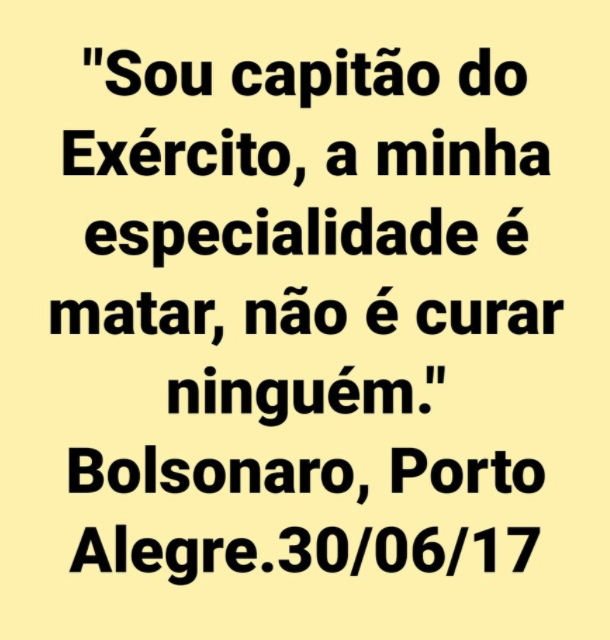 "Sou capitão do
Exército, a minha
especialidade é
matar, não é curar
ninguém."
Bolsonaro, Porto
Alegre.30/06/17